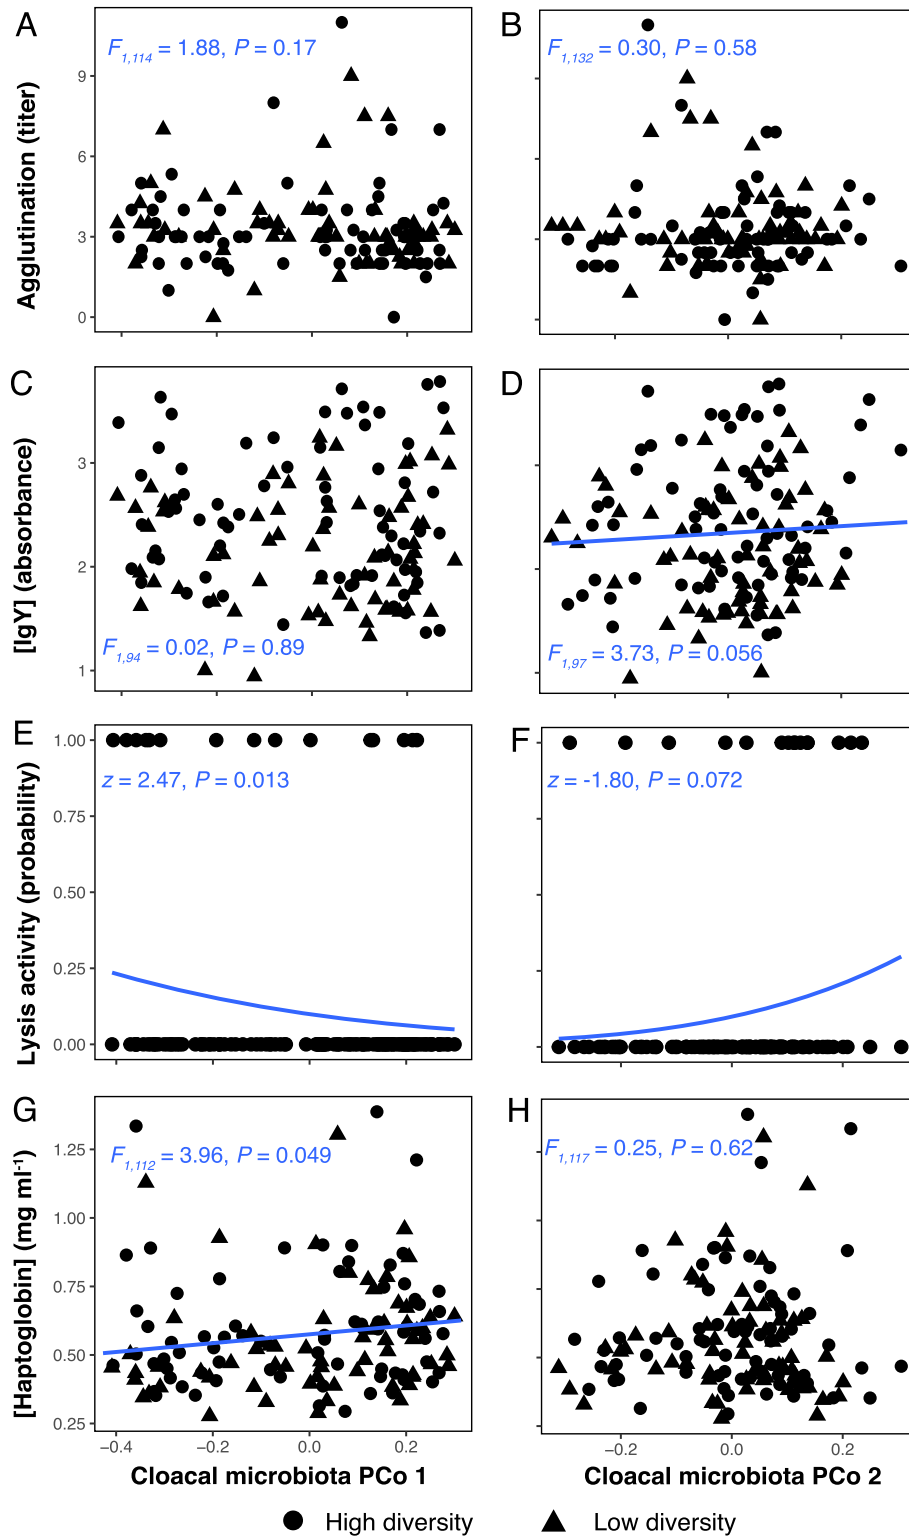 A
B
F1,114 = 1.88, P = 0.17
F1,132 = 0.30, P = 0.58
Agglutination (titer)
9
6
3
0
C
D
[IgY] (absorbance)
3
2
1
F1,94 = 0.02, P = 0.89
F1,97 = 3.73, P = 0.056
E
F
Lysis activity (probability)
1.00
0.75
0.50
0.25
0.00
z = 2.47, P = 0.013
z = -1.80, P = 0.072
G
H
[Haptoglobin] (mg ml-1)
1.25
1.00
0.75
0.50
0.25
F1,112 = 3.96, P = 0.049
F1,117 = 0.25, P = 0.62
−0.4 −0.2 0.0 0.2
−0.2 0.0 0.2
Cloacal microbiota PCo 1
Cloacal microbiota PCo 2
High diversity
Low diversity